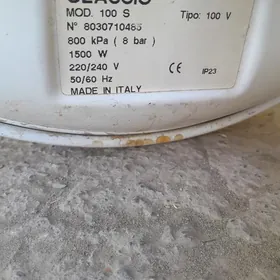 CLASSIC
MOD. 100 S Tipo: 100 V
N° 8030710485
800 kPa ( 8 bar )
1500 W
220/240 V
50/60 Hz CE IP23
MADE IN ITALY